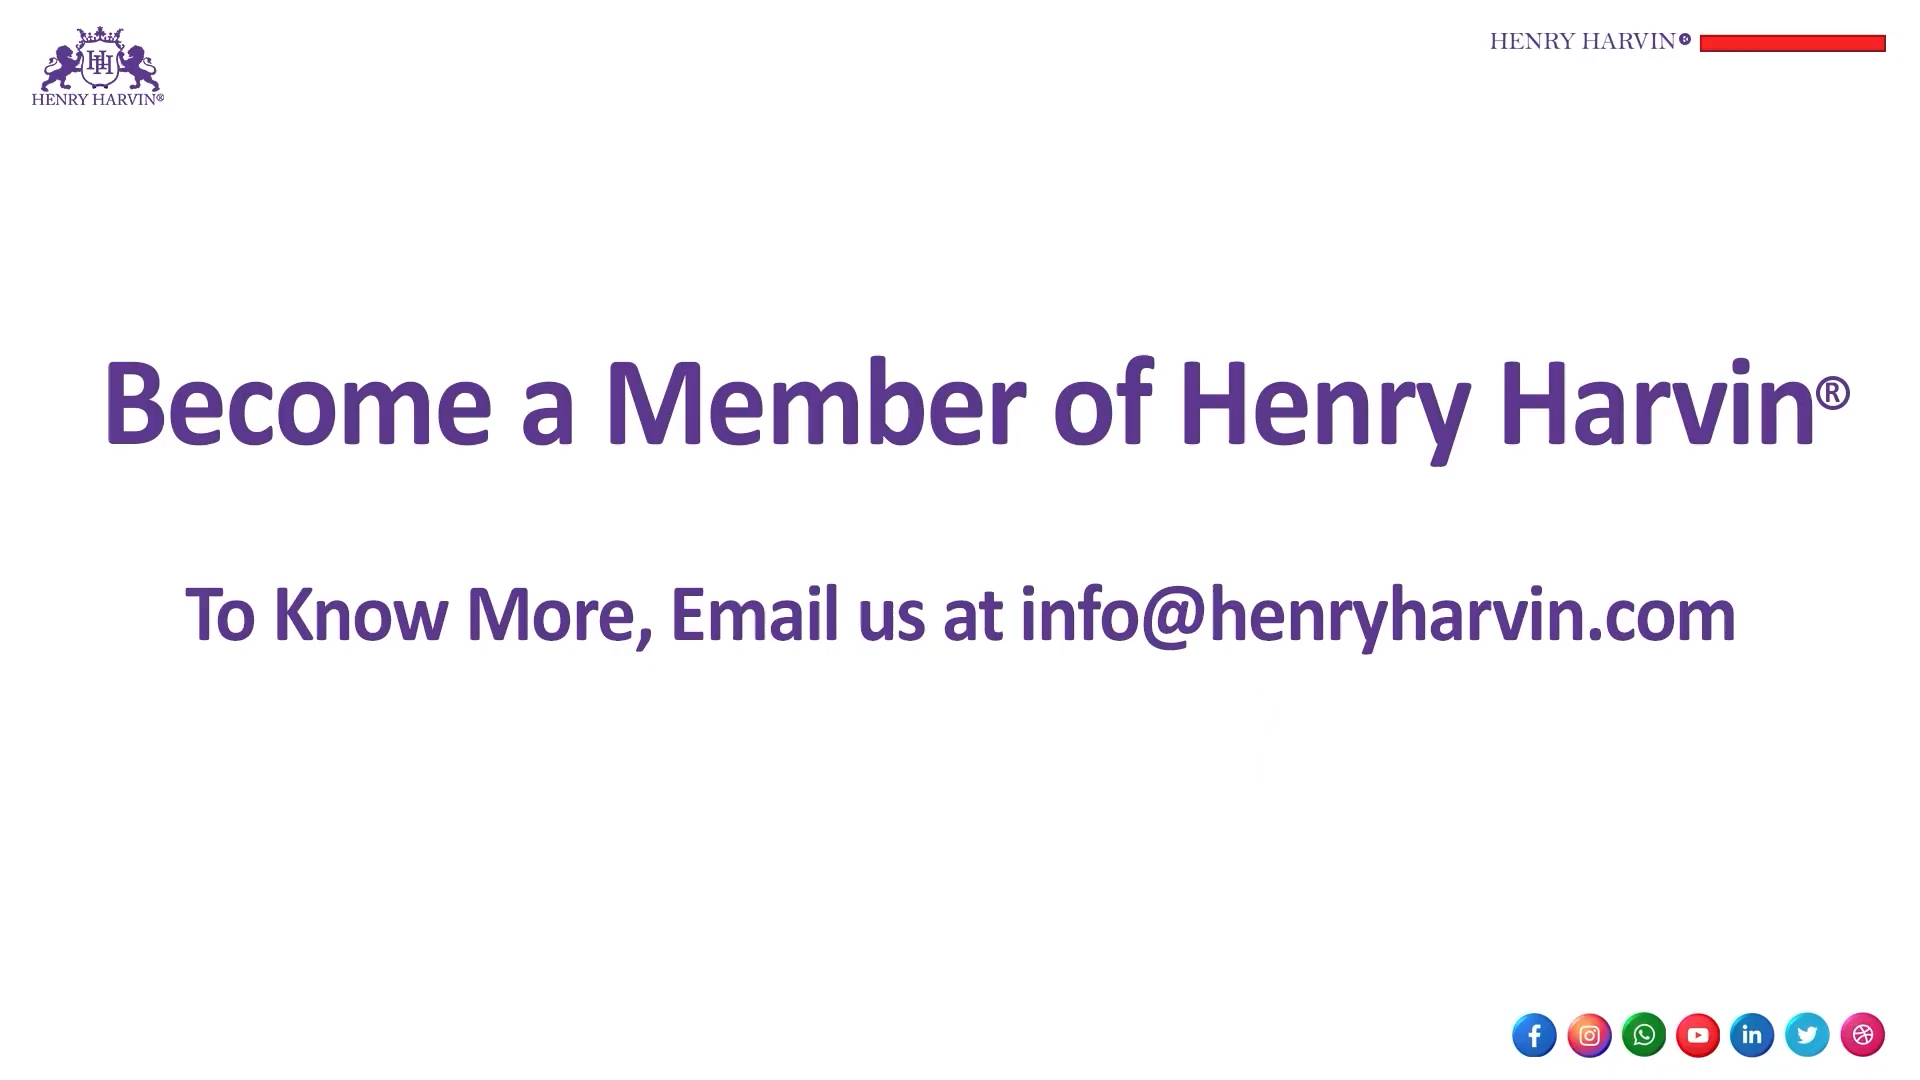 HENRY HARVIN®
HENRY HARVIN®
Become a Member of Henry Harvin®
To Know More, Email us at info@henryharvin.com